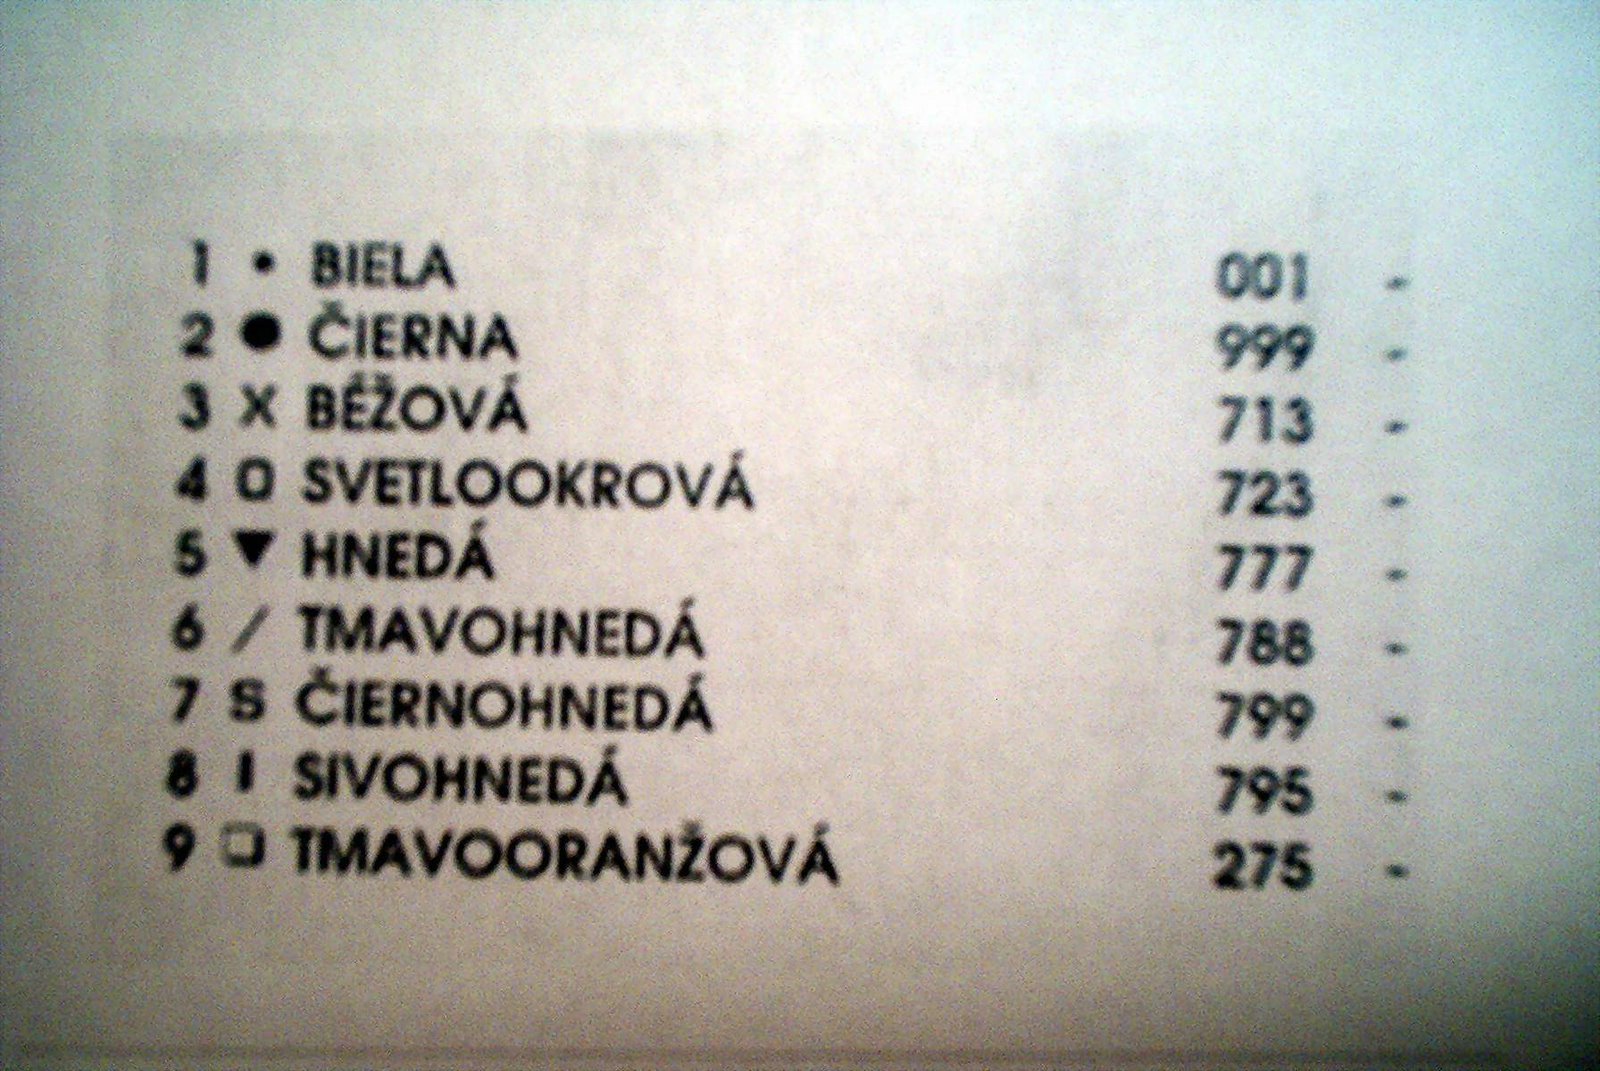 1 • BIELA 001 -
2 ● ČIERNA 999 -
3 X BÉŽOVÁ 713 -
4 O SVETLOOKROVÁ 723 -
5 ▼ HNEDÁ 777 -
6 / TMAVOHNEDÁ 788 -
7 S ČIERNOHNEDÁ 799 -
8 I SIVOHNEDÁ 795 -
9 ❏ TMAVOORANŽOVÁ 275 -